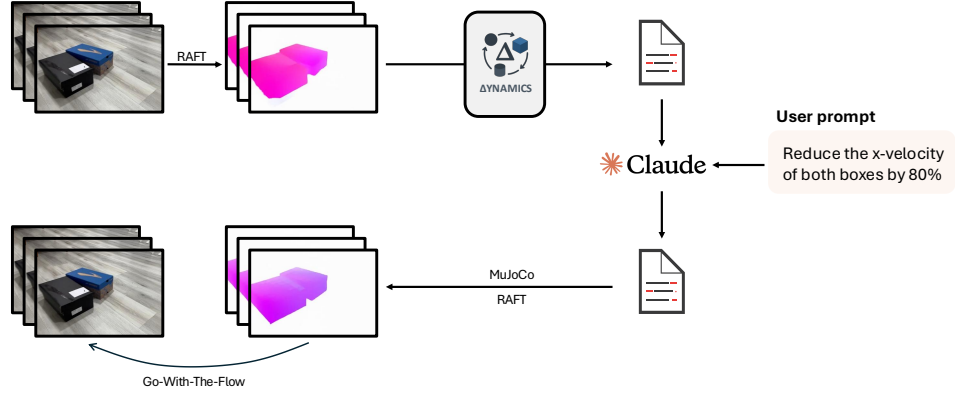 RAFT
ΔYNAMICS
User prompt
Claude
Reduce the x-velocity
of both boxes by 80%
MuJoCo
RAFT
Go-With-The-Flow